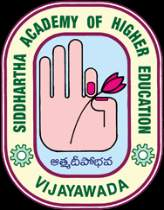 SIDDHARTHA ACADEMY OF HIGHER EDUCATION
ఆత్మదీపోభవ
VIJAYAWADA